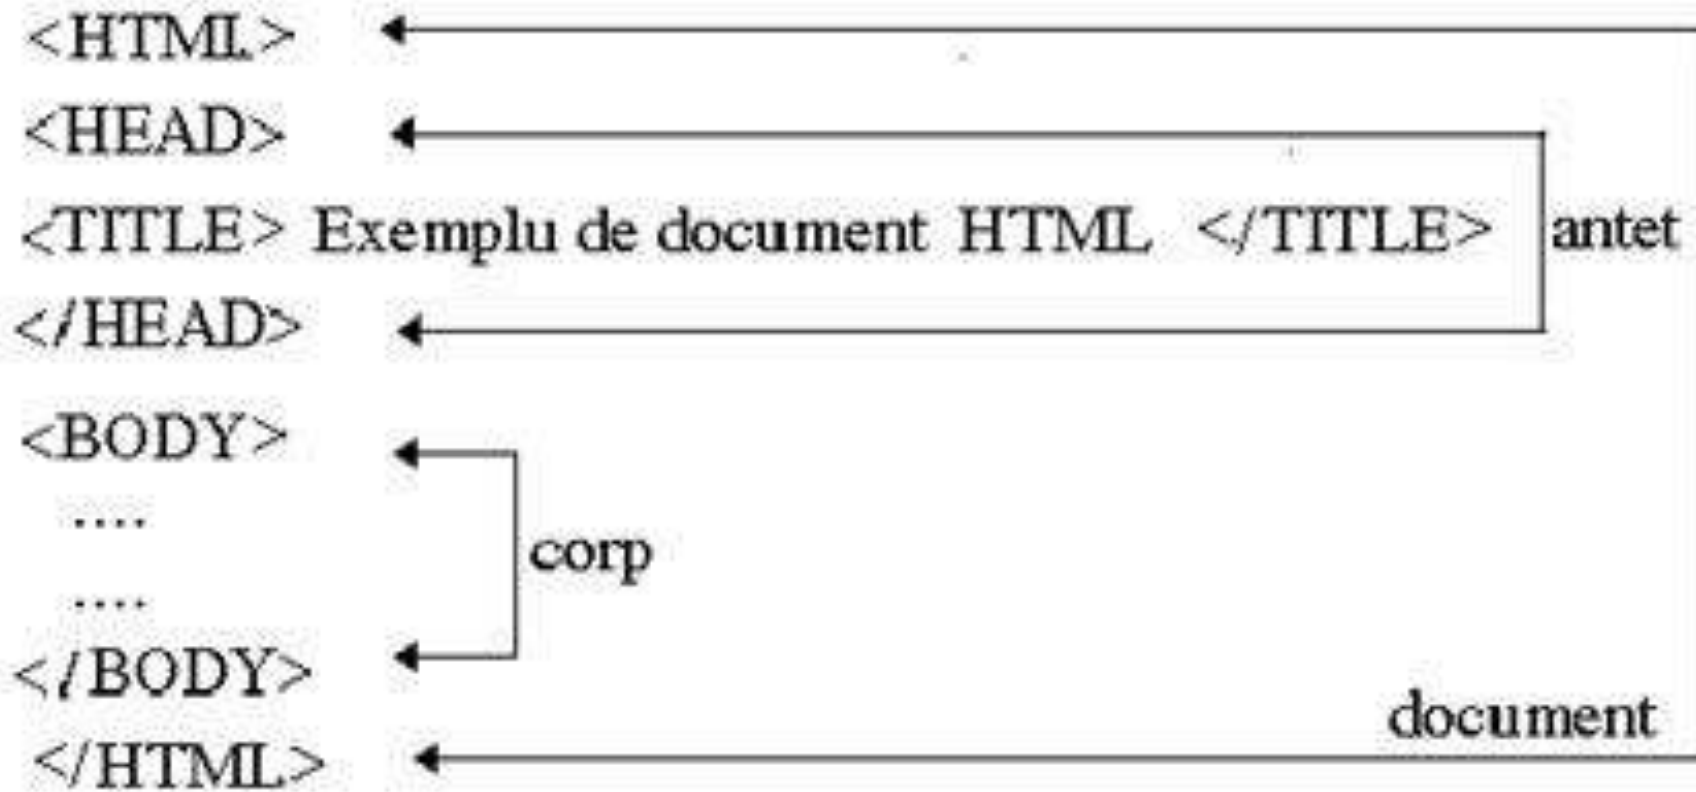 <HTML>
<HEAD>
<TITLE> Exemplu de document HTML </TITLE>
antet
</HEAD>
<BODY>
....
corp
....
</BODY>
document
</HTML>